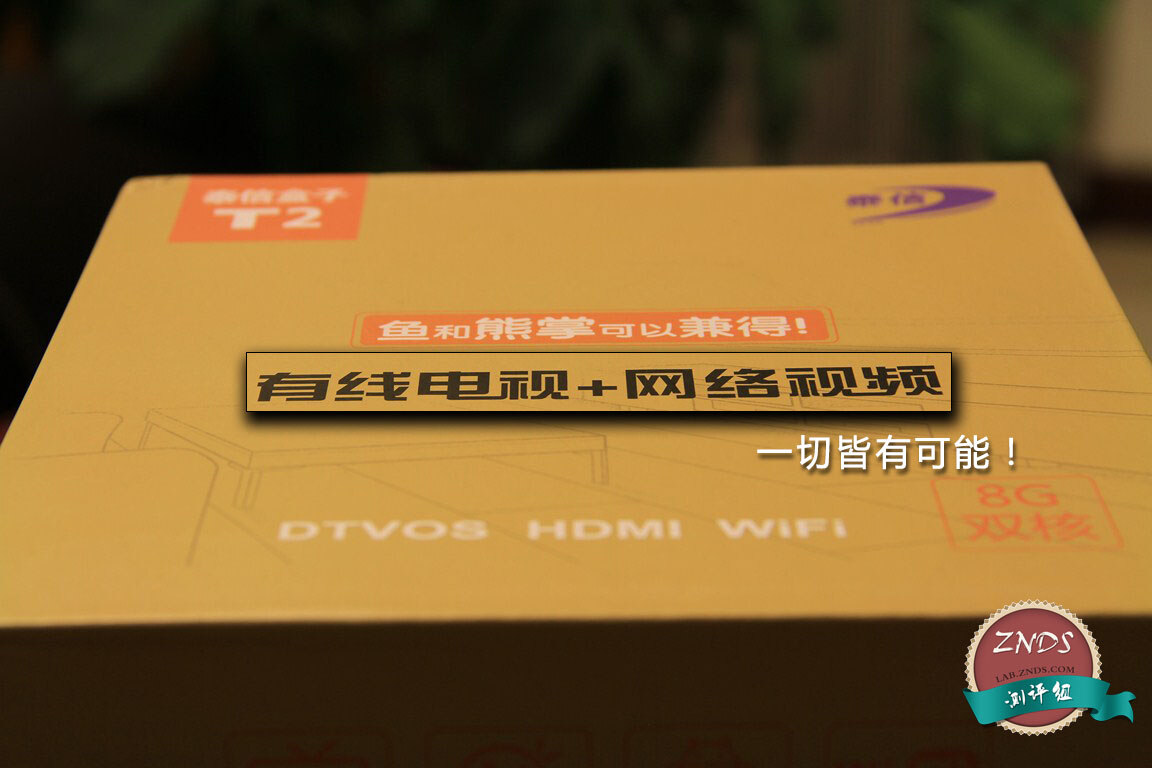 泰信盒子
T2
泰信
鱼和熊掌可以兼得!
有线电视+网络视频
一切皆有可能！
DTVOS HDMI WiFi
8G
双核
ZNDS
LAB.ZNDS.COM
测评组